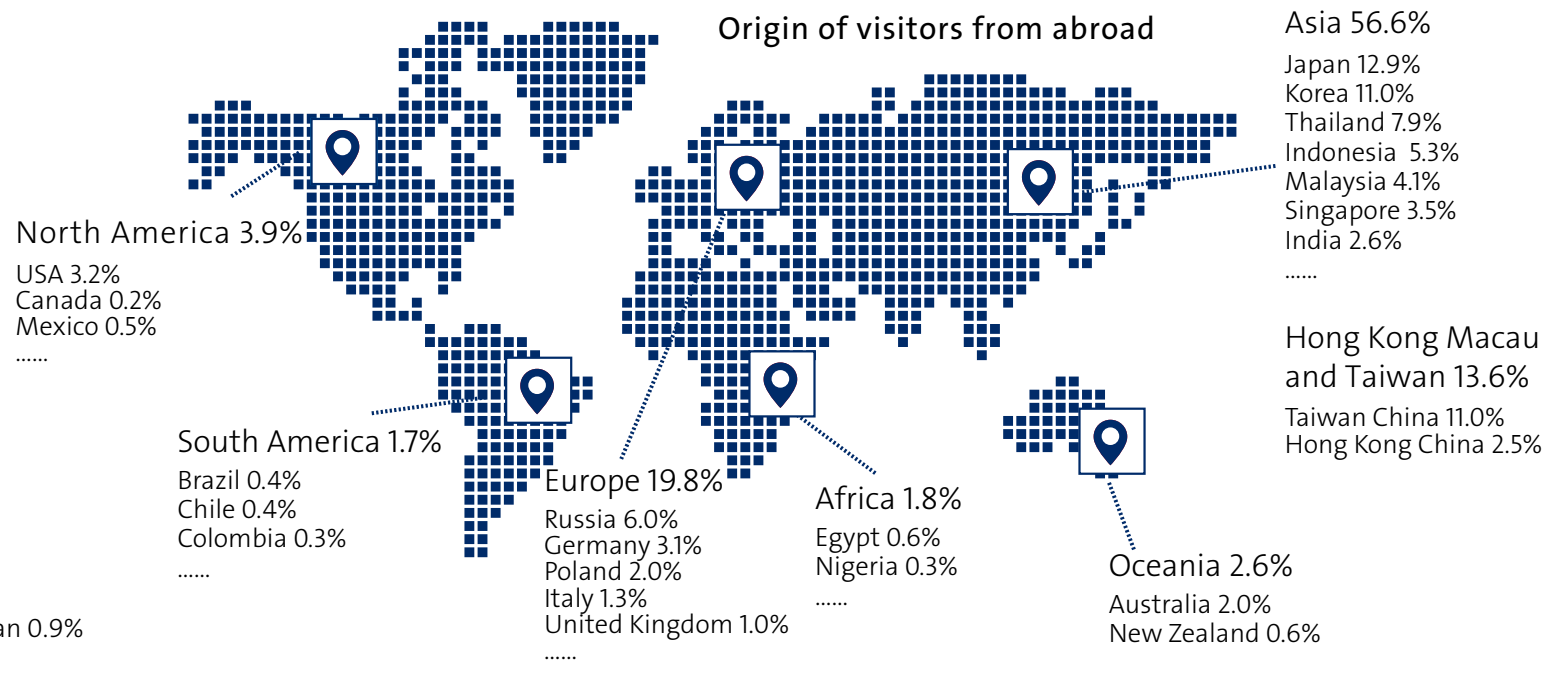 Origin of visitors from abroad
North America 3.9%
USA 3.2%
Canada 0.2%
Mexico 0.5%
......
South America 1.7%
Brazil 0.4%
Chile 0.4%
Colombia 0.3%
......
an 0.9%
Europe 19.8%
Russia 6.0%
Germany 3.1%
Poland 2.0%
Italy 1.3%
United Kingdom 1.0%
......
Africa 1.8%
Egypt 0.6%
Nigeria 0.3%
......
Oceania 2.6%
Australia 2.0%
New Zealand 0.6%
Asia 56.6%
Japan 12.9%
Korea 11.0%
Thailand 7.9%
Indonesia 5.3%
Malaysia 4.1%
Singapore 3.5%
India 2.6%
......
Hong Kong Macau
and Taiwan 13.6%
Taiwan China 11.0%
Hong Kong China 2.5%